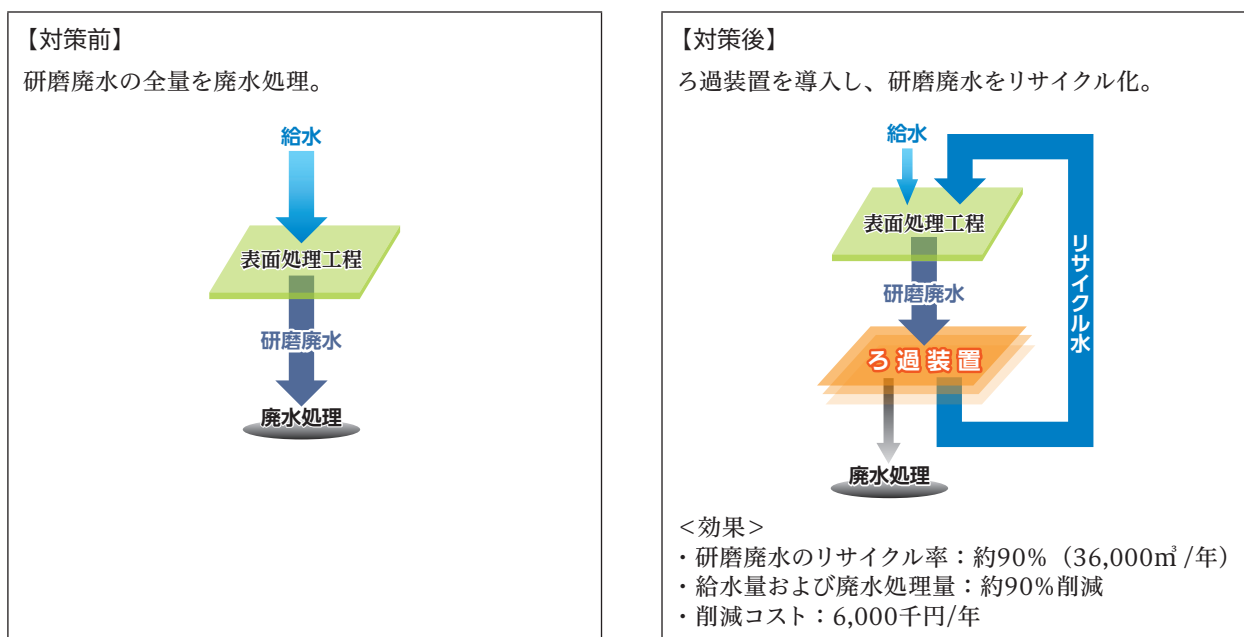 【対策前】
研磨廃水の全量を廃水処理。
給水
表面処理工程
研磨廃水
廃水処理
【対策後】
ろ過装置を導入し、研磨廃水をリサイクル化。
給水
表面処理工程
研磨廃水
リサイクル水
ろ過装置
廃水処理
<効果>
・研磨廃水のリサイクル率：約90%（36,000㎥/年）
・給水量および廃水処理量：約90%削減
・削減コスト：6,000千円/年